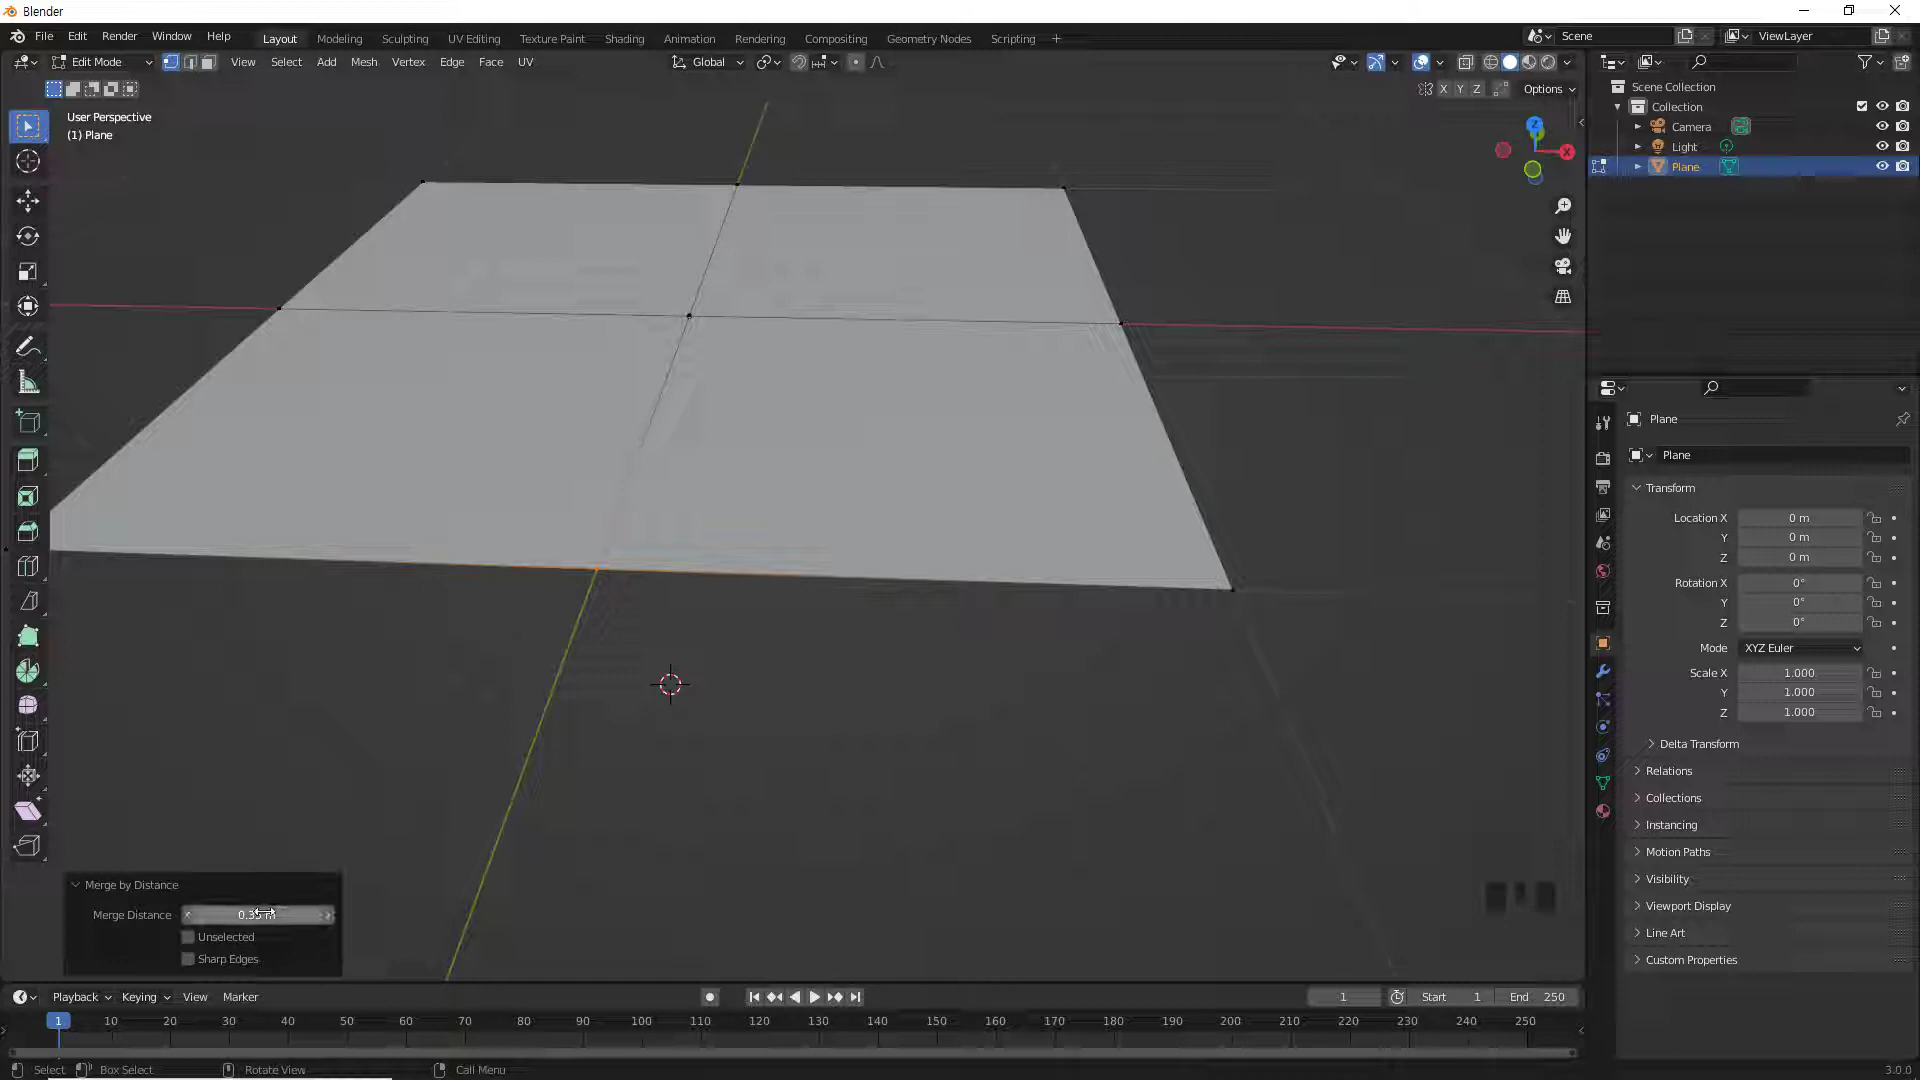 Blender
File Edit Render Window Help
Layout Modeling Sculpting UV Editing Texture Paint Shading Animation Rendering Compositing Geometry Nodes Scripting +
Scene
ViewLayer
Edit Mode View Select Add Mesh Vertex Edge Face UV
Global
X Y Z Options
User Perspective
(1) Plane
Z
X
Scene Collection
Collection
Camera
Light
Plane
Plane
Plane
Transform
Location X 0 m
Y 0 m
Z 0 m
Rotation X 0°
Y 0°
Z 0°
Mode XYZ Euler
Scale X 1.000
Y 1.000
Z 1.000
Delta Transform
Relations
Collections
Instancing
Motion Paths
Visibility
Viewport Display
Line Art
Custom Properties
Merge by Distance
Merge Distance
Unselected
Sharp Edges
Playback Keying View Marker
1 Start 1 End 250
1 10 20 30 40 50 60 70 80 90 100 110 120 130 140 150 160 170 180 190 200 210 220 230 240 250
Select Box Select Rotate View Call Menu
3.0.0